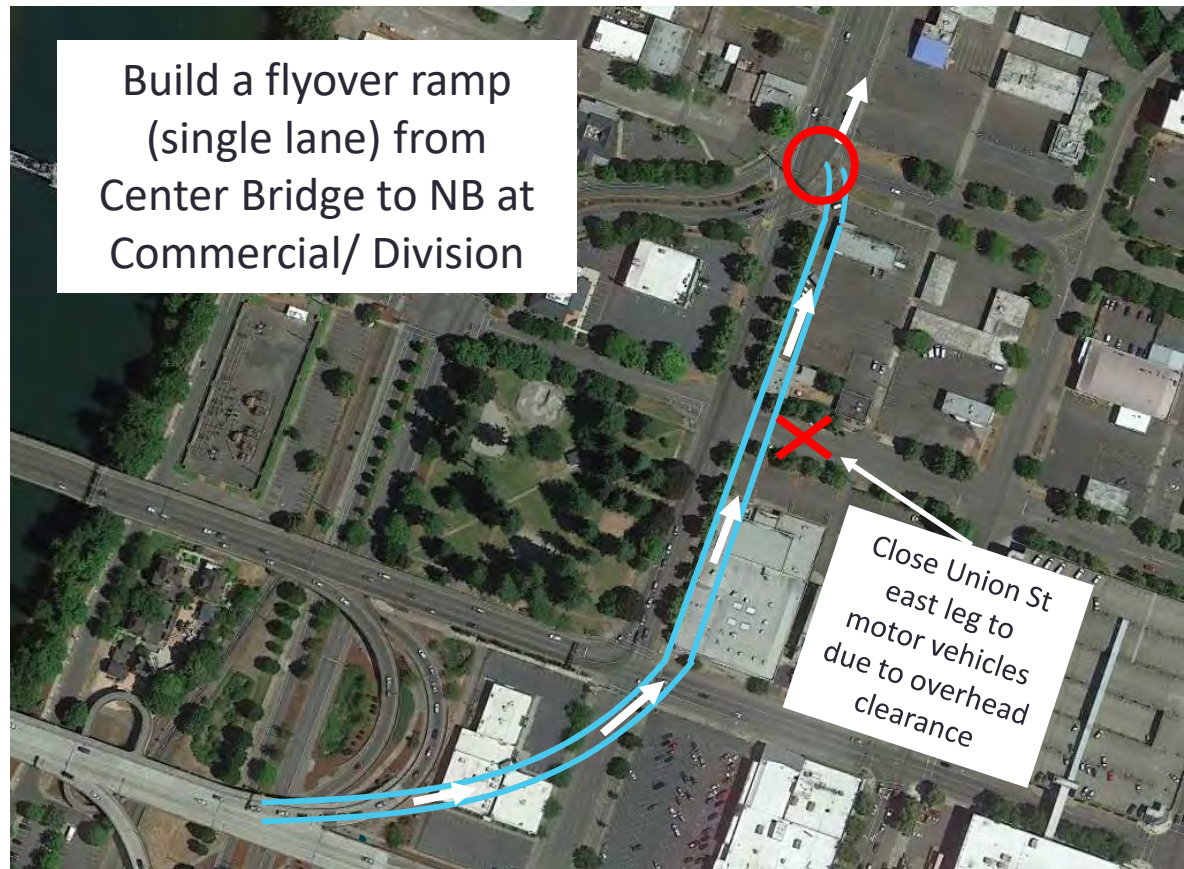 Build a flyover ramp
(single lane) from
Center Bridge to NB at
Commercial/ Division
Close Union St
east leg to
motor vehicles
due to overhead
clearance